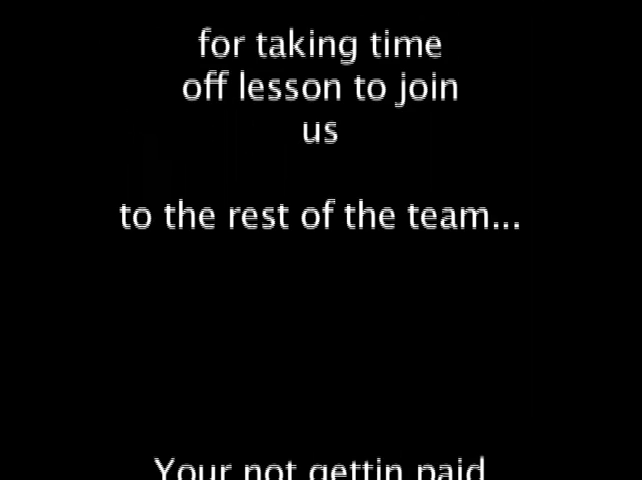 for taking time
off lesson to join
us
to the rest of the team...
Your not gettin paid